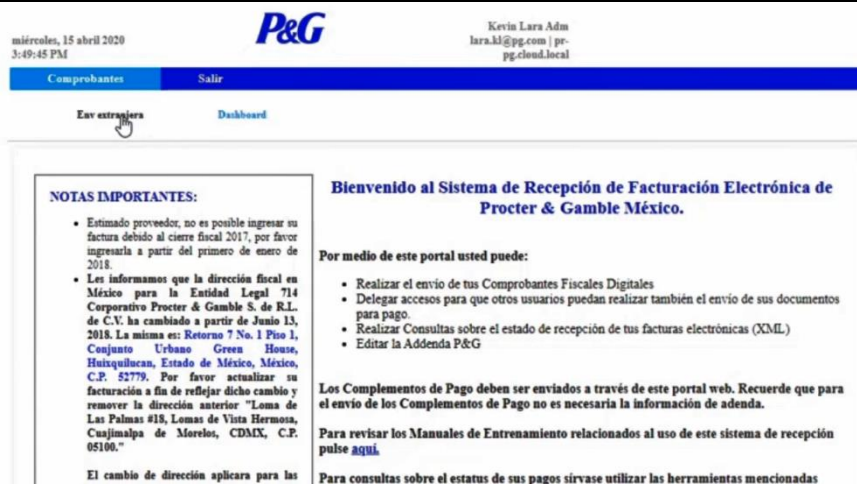 P&G
miércoles, 15 abril 2020
3:49:45 PM
Kevin Lara Adm
lara.kl@pg.com | pr-
pg.cloud.local
Comprobantes
Salir
Env extranjera
Dashboard
NOTAS IMPORTANTES:
• Estimado proveedor, no es posible ingresar su
factura debido al cierre fiscal 2017, por favor
ingresarla a partir del primero de enero de
2018.
• Les informamos que la dirección fiscal en
México para la Entidad Legal 714
Corporativo Procter & Gamble S. de R.L.
de C.V. ha cambiado a partir de Junio 13,
2018. La misma es: Retorno 7 No. 1 Piso 1,
Conjunto Urbano Green House,
Huixquilucan, Estado de México, México,
C.P. 52779. Por favor actualizar su
facturación a fin de reflejar dicho cambio y
remover la dirección anterior "Loma de
Las Palmas #18, Lomas de Vista Hermosa,
Cuajimalpa de Morelos, CDMX, C.P.
05100."
El cambio de dirección aplicara para las
Bienvenido al Sistema de Recepción de Facturación Electrónica de
Procter & Gamble México.
Por medio de este portal usted puede:
• Realizar el envío de tus Comprobantes Fiscales Digitales
• Delegar accesos para que otros usuarios puedan realizar también el envío de sus documentos
para pago.
• Realizar Consultas sobre el estado de recepción de tus facturas electrónicas (XML)
• Editar la Addenda P&G
Los Complementos de Pago deben ser enviados a través de este portal web. Recuerde que para
el envío de los Complementos de Pago no es necesaria la información de adenda.
Para revisar los Manuales de Entrenamiento relacionados al uso de este sistema de recepción
pulse aquí.
Para consultas sobre el estatus de sus pagos sírvase utilizar las herramientas mencionadas